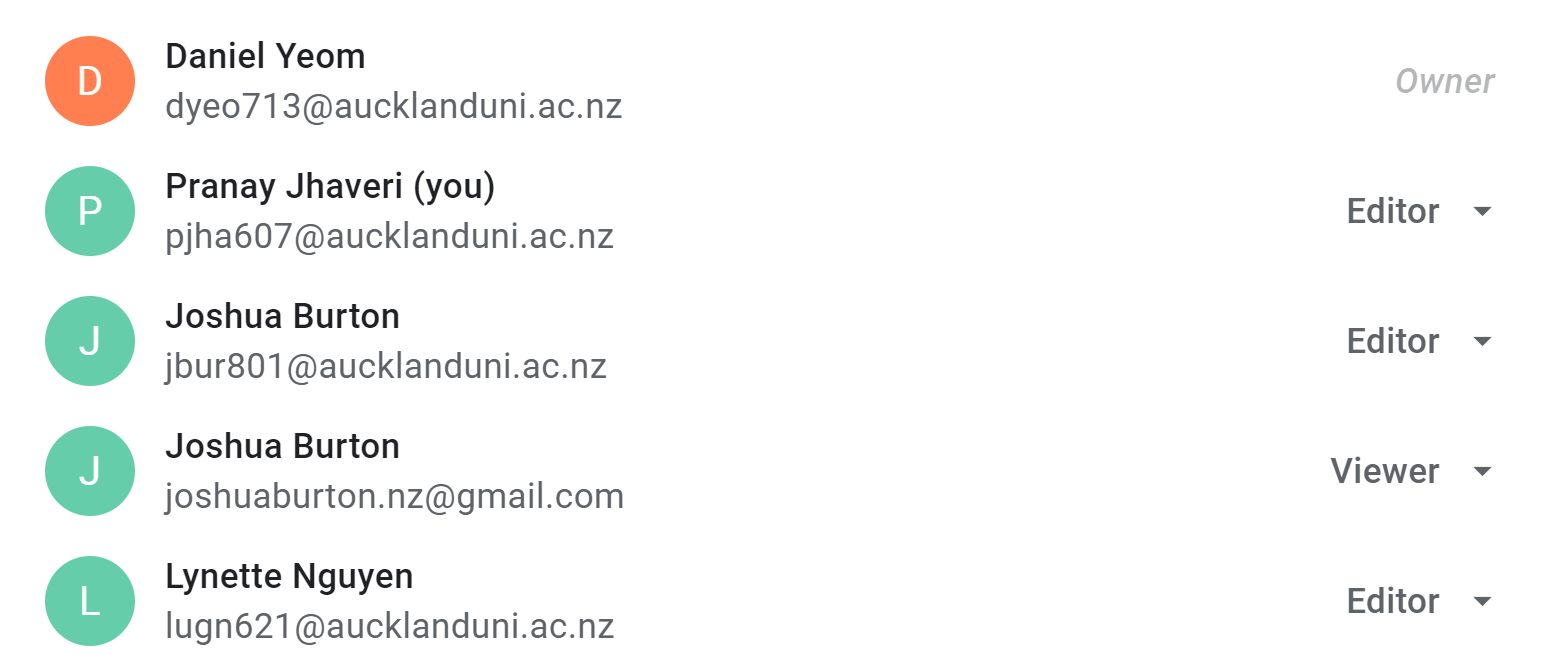 D
Daniel Yeom
dyeo713@aucklanduni.ac.nz
Owner
P
Pranay Jhaveri (you)
pjha607@aucklanduni.ac.nz
Editor
J
Joshua Burton
jbur801@aucklanduni.ac.nz
Editor
J
Joshua Burton
joshuaburton.nz@gmail.com
Viewer
L
Lynette Nguyen
lugn621@aucklanduni.ac.nz
Editor